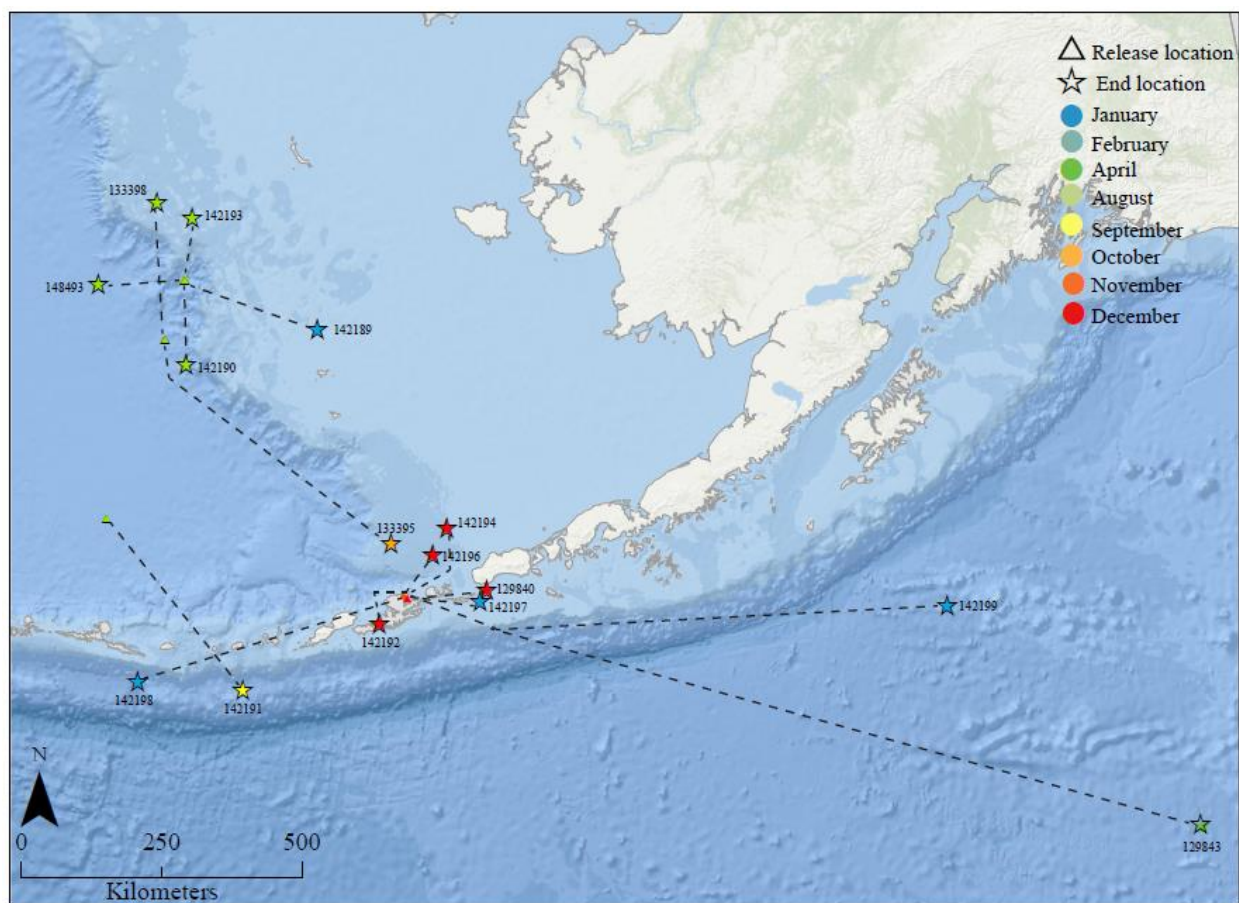 Release location
End location
January
February
April
August
September
October
November
December
133398
142193
148493
142189
142190
133395
142194
142196
129840
142197
142199
142192
142198
142191
129843
N
0 250 500
Kilometers